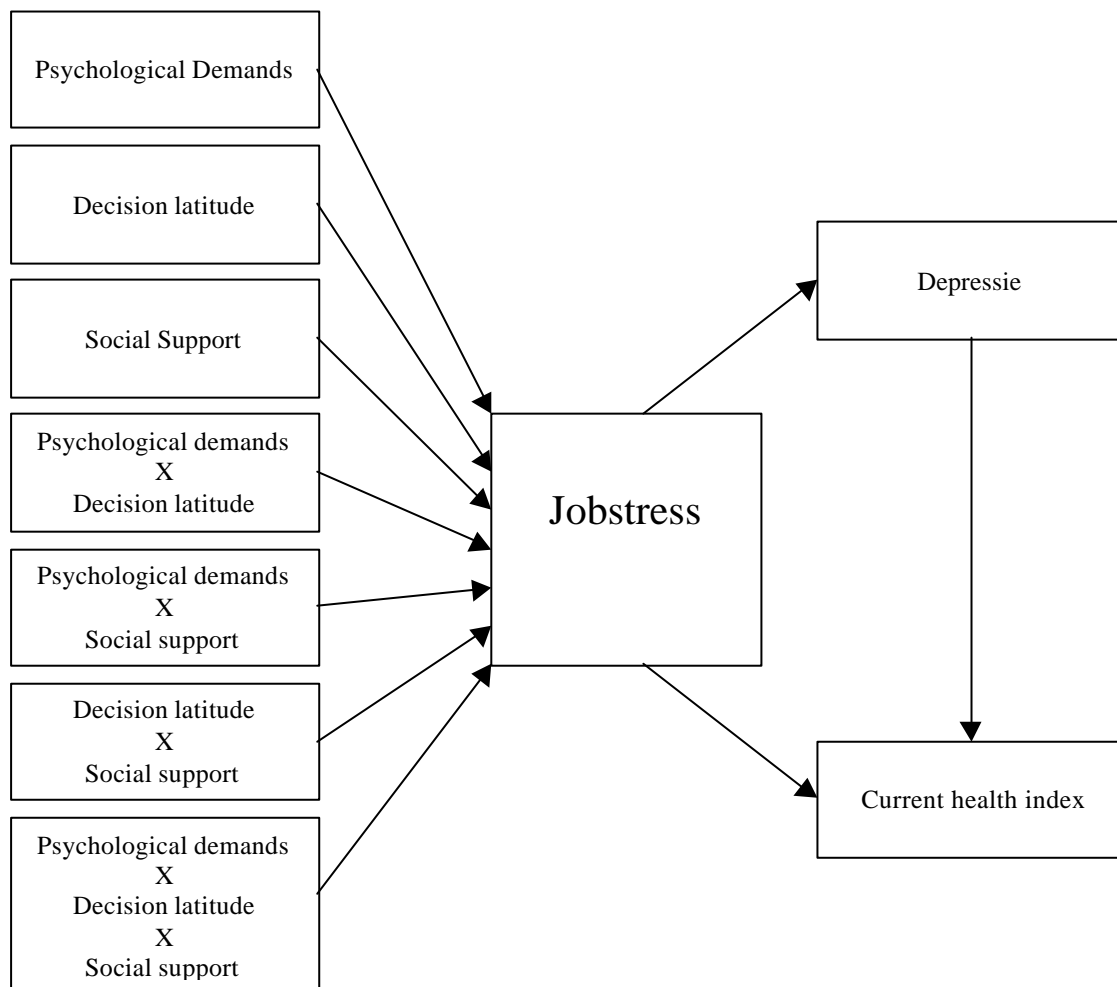 Psychological Demands
Decision latitude
Social Support
Psychological demands
X
Decision latitude
Psychological demands
X
Social support
Decision latitude
X
Social support
Psychological demands
X
Decision latitude
X
Social support
Jobstress
Depressie
Current health index